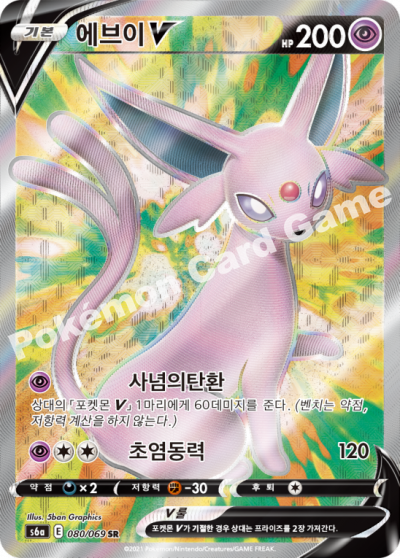 기본 에브이 V HP 200
Pokémon Card Game
사념의탄환
상대의 「포켓몬 V」 1마리에게 60데미지를 준다. (벤치는 약점,
저항력 계산을 하지 않는다.)
초염동력 120
약점 ×2 저항력 -30 후퇴
V룰
Illus. 5ban Graphics
포켓몬 V가 기절한 경우 상대는 프라이즈를 2장 가져간다.
s6a E 080/069 SR
©2021 Pokémon/Nintendo/Creatures/GAME FREAK.